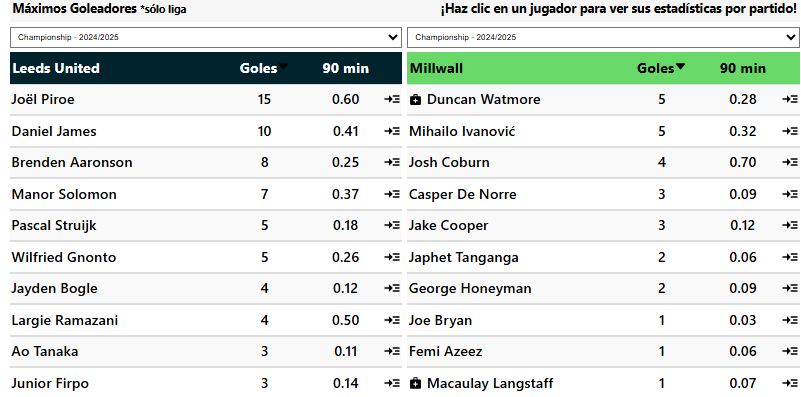 Máximos Goleadores *sólo liga ¡Haz clic en un jugador para ver sus estadísticas por partido!
Championship - 2024/2025 Championship - 2024/2025
Leeds United Goles 90 min Millwall Goles 90 min
Joël Piroe 15 0.60 Duncan Watmore 5 0.28
Daniel James 10 0.41 Mihailo Ivanović 5 0.32
Brenden Aaronson 8 0.25 Josh Coburn 4 0.70
Manor Solomon 7 0.37 Casper De Norre 3 0.09
Pascal Struijk 5 0.18 Jake Cooper 3 0.12
Wilfried Gnonto 5 0.26 Japhet Tanganga 2 0.06
Jayden Bogle 4 0.12 George Honeyman 2 0.09
Largie Ramazani 4 0.50 Joe Bryan 1 0.03
Ao Tanaka 3 0.11 Femi Azeez 1 0.06
Junior Firpo 3 0.14 Macaulay Langstaff 1 0.07